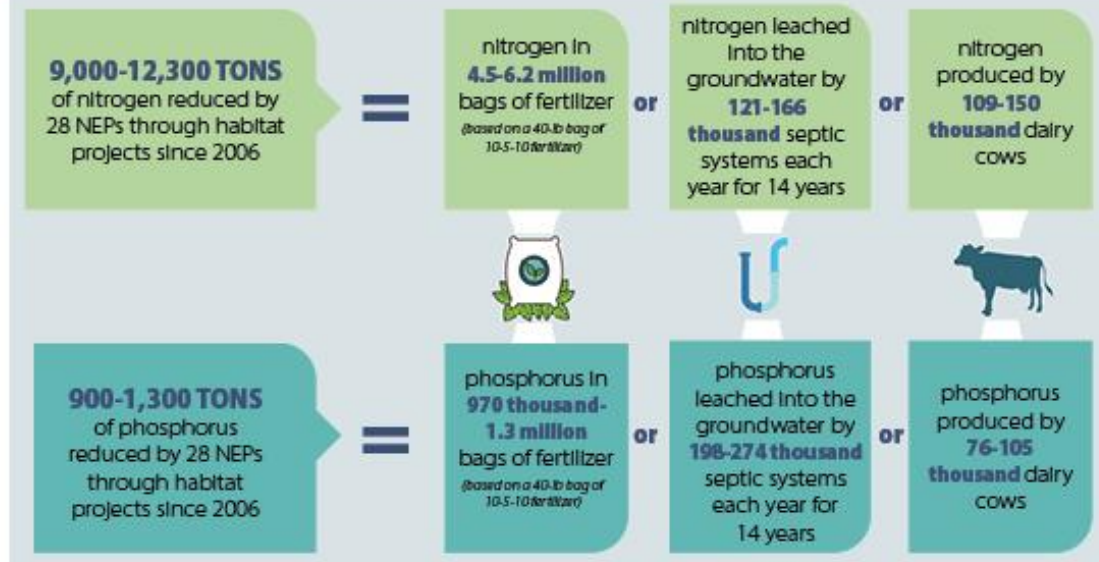 9,000-12,300 TONS
of nitrogen reduced by
28 NEPs through habitat
projects since 2006
=
nitrogen in
4.5-6.2 million
bags of fertilizer
(based on a 40-lb bag of
10-5-10 fertilizer)
or
nitrogen leached
into the
groundwater by
121-166
thousand septic
systems each
year for 14 years
or
nitrogen
produced by
109-150
thousand dairy
cows
900-1,300 TONS
of phosphorus
reduced by 28 NEPs
through habitat
projects since 2006
=
phosphorus in
970 thousand-
1.3 million
bags of fertilizer
(based on a 40-lb bag of
10-5-10 fertilizer)
or
phosphorus
leached into the
groundwater by
198-274 thousand
septic systems
each year for
14 years
or
phosphorus
produced by
76-105
thousand dairy
cows